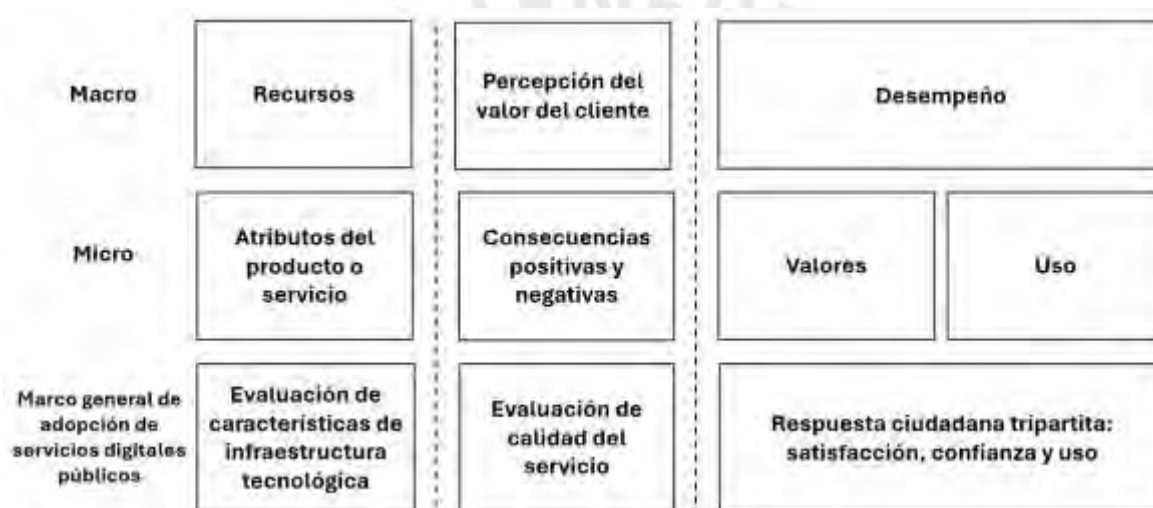 Macro
Recursos
Percepción del
valor del cliente
Desempeño
Micro
Atributos del
producto o
servicio
Consecuencias
positivas y
negativas
Valores
Uso
Marco general de
adopción de
servicios digitales
públicos
Evaluación de
características de
infraestructura
tecnológica
Evaluación de
calidad del
servicio
Respuesta ciudadana tripartita:
satisfacción, confianza y uso